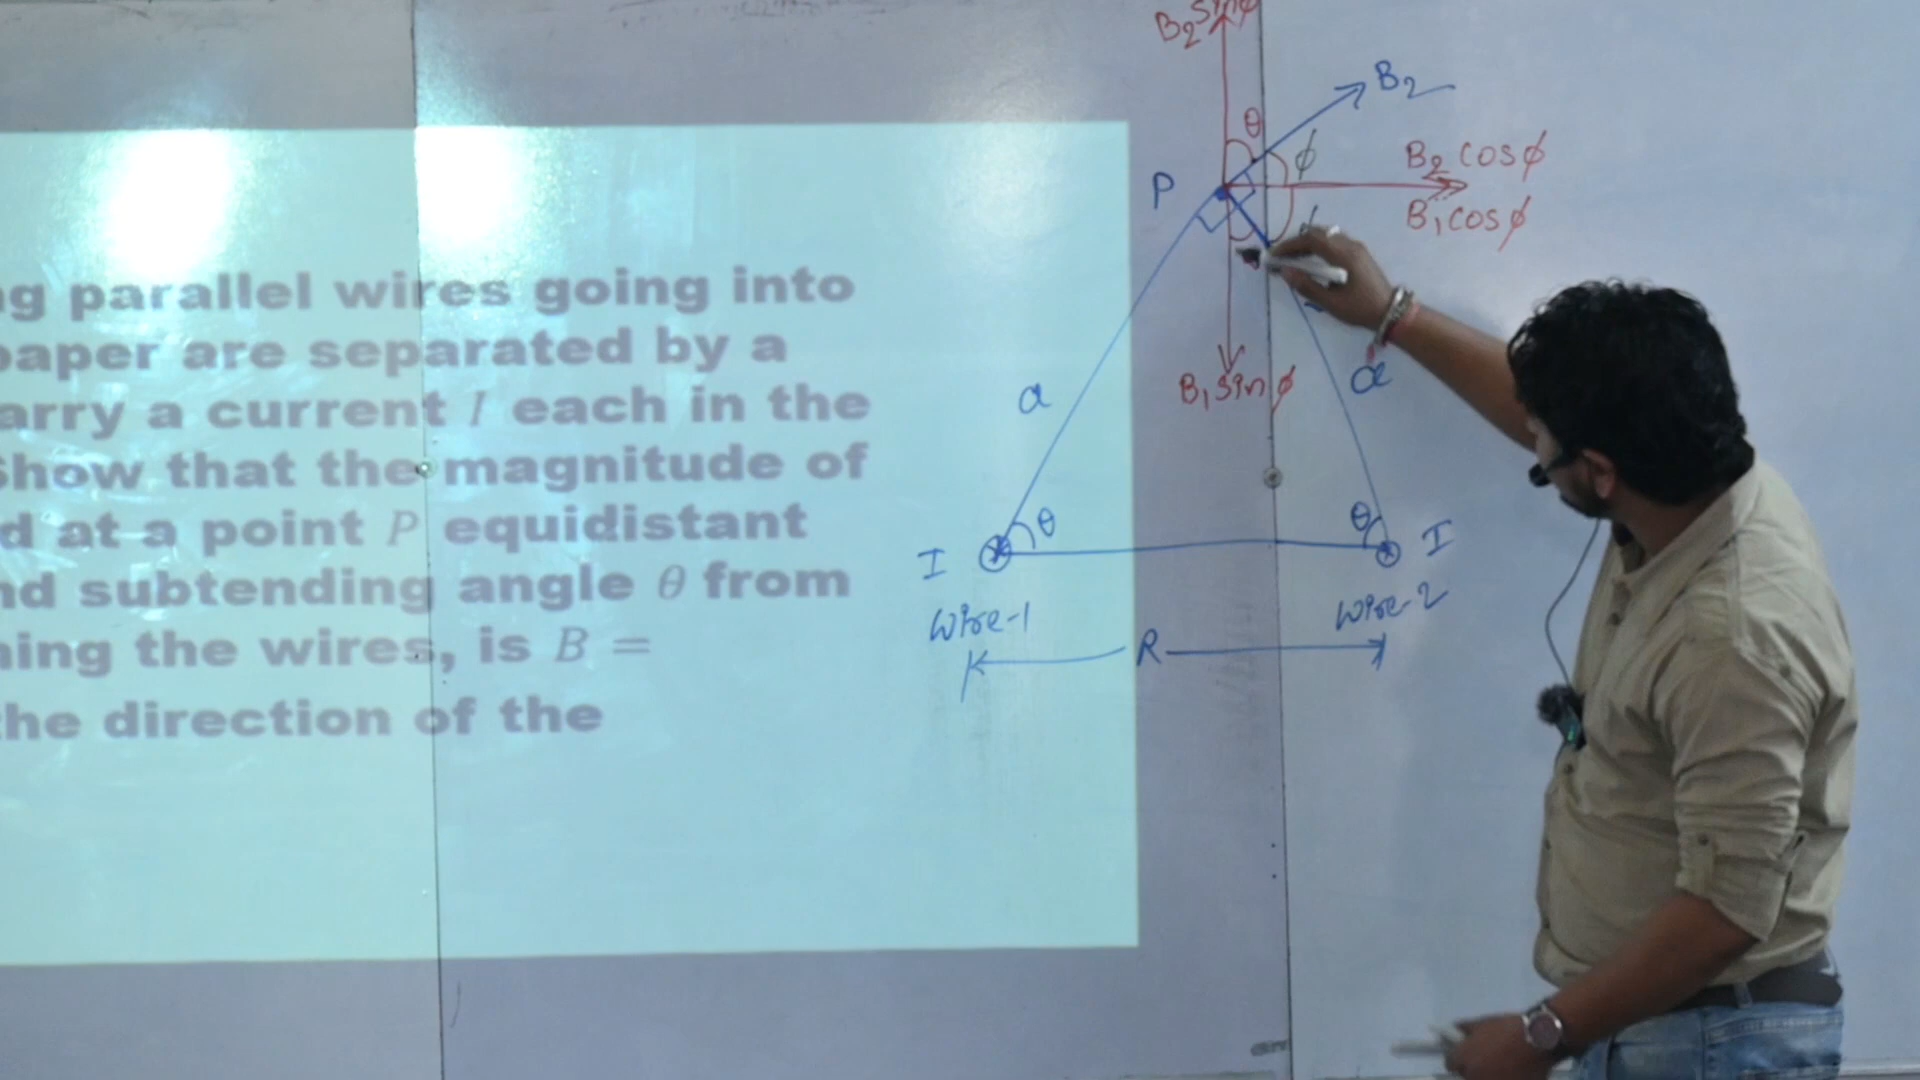 ng parallel wires going into
paper are separated by a
arry a current I each in the
Show that the magnitude of
d at a point P equidistant
nd subtending angle θ from
ning the wires, is B =
the direction of the
B₂ sinϕ
B₂
θ
ϕ
P
B₂ cosϕ
B₁ cosϕ
ϕ
B₁ sinϕ
a
a
θ
θ
I
I
Wire-1
Wire-2
R